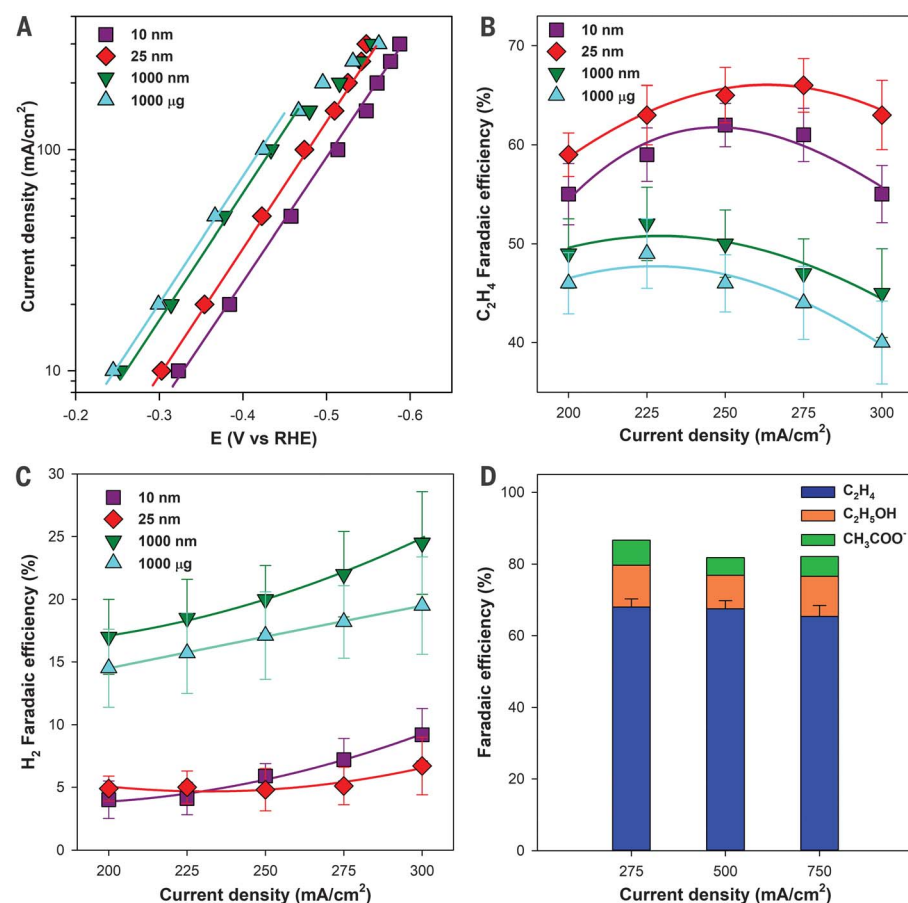 A
10 nm
25 nm
1000 nm
1000 μg
Current density (mA/cm²)
100
10
-0.2 -0.3 -0.4 -0.5 -0.6
E (V vs RHE)
B
10 nm
25 nm
1000 nm
1000 μg
C₂H₄ Faradaic efficiency (%)
70
60
50
40
200 225 250 275 300
Current density (mA/cm²)
C
10 nm
25 nm
1000 nm
1000 μg
H₂ Faradaic efficiency (%)
30
25
20
15
10
5
0
200 225 250 275 300
Current density (mA/cm²)
D
C₂H₄
C₂H₅OH
CH₃COO⁻
Faradaic efficiency (%)
100
80
60
40
20
0
275 500 750
Current density (mA/cm²)